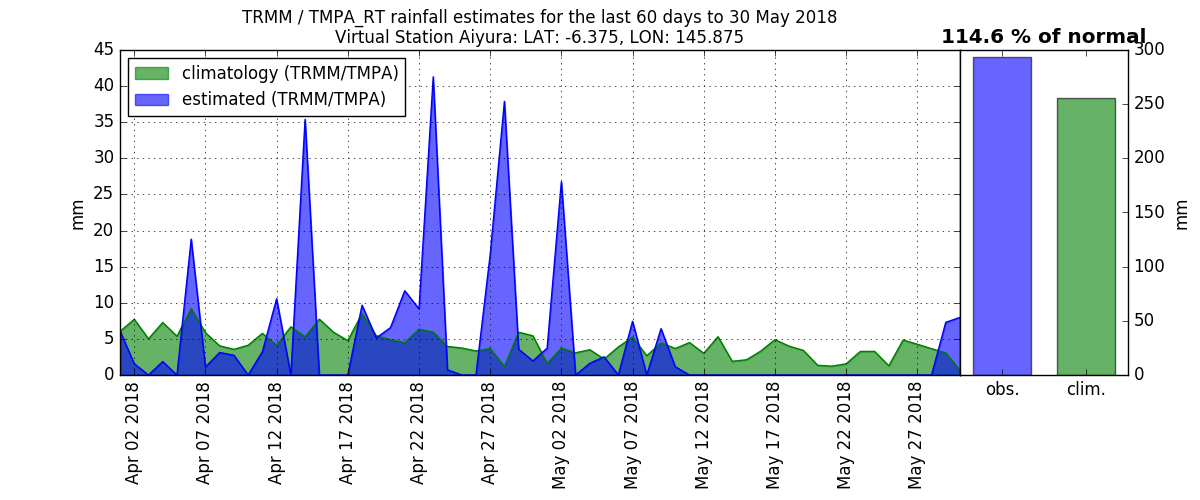 TRMM / TMPA_RT rainfall estimates for the last 60 days to 30 May 2018
Virtual Station Aiyura: LAT: -6.375, LON: 145.875
114.6 % of normal
climatology (TRMM/TMPA)
estimated (TRMM/TMPA)
45
40
35
30
25
20
15
10
5
0
mm
Apr 02 2018
Apr 07 2018
Apr 12 2018
Apr 17 2018
Apr 22 2018
Apr 27 2018
May 02 2018
May 07 2018
May 12 2018
May 17 2018
May 22 2018
May 27 2018
obs.
clim.
300
250
200
150
100
50
0
mm